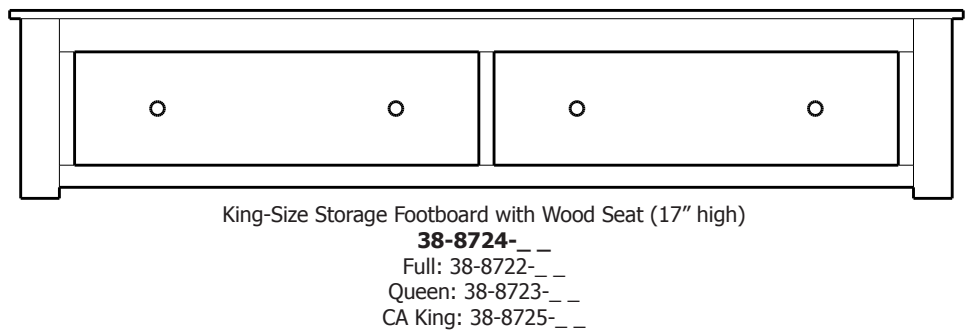 King-Size Storage Footboard with Wood Seat (17” high)
38-8724-_ _
Full: 38-8722-_ _
Queen: 38-8723-_ _
CA King: 38-8725-_ _